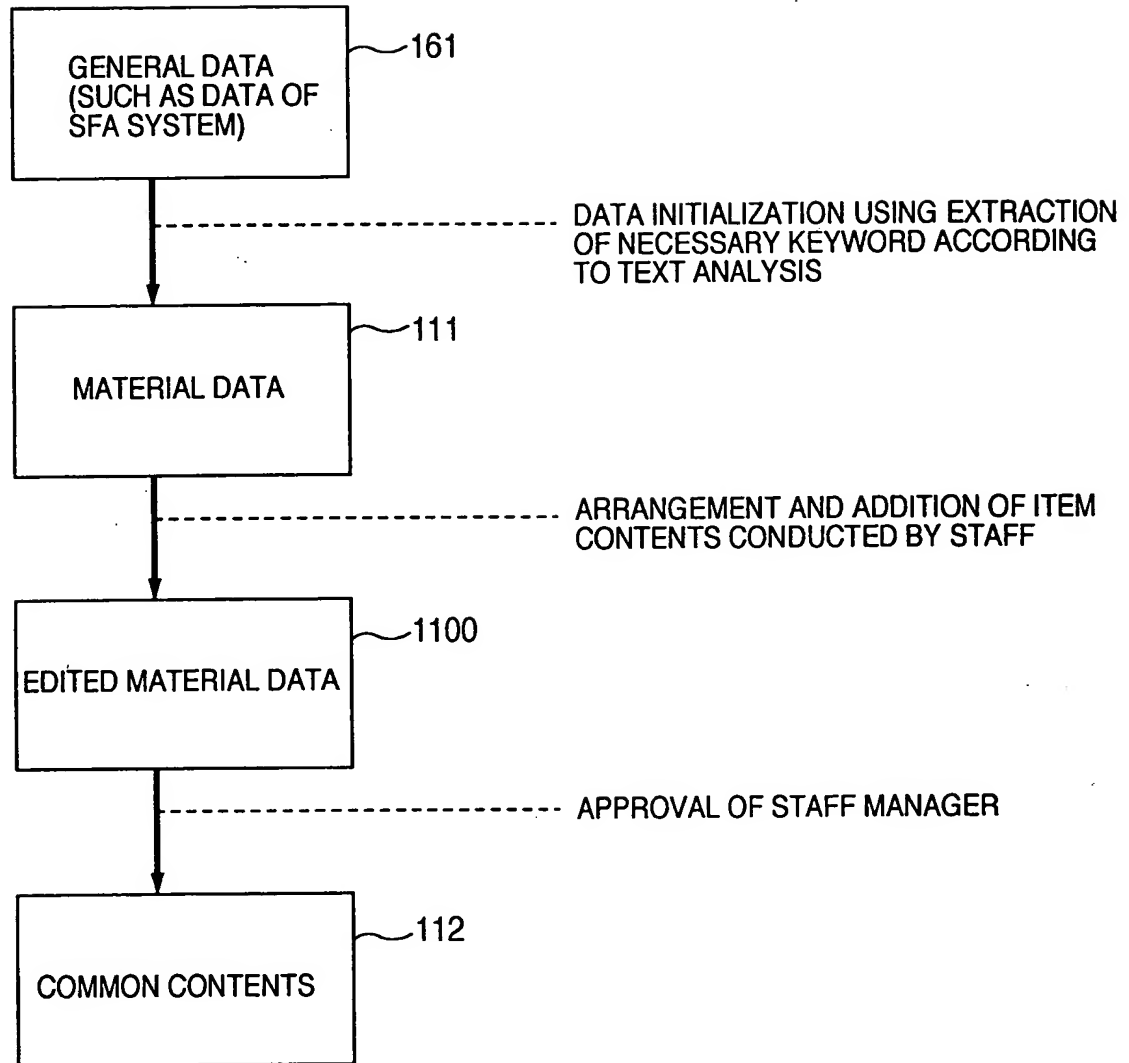 GENERAL DATA
(SUCH AS DATA OF
SFA SYSTEM)
161
DATA INITIALIZATION USING EXTRACTION
OF NECESSARY KEYWORD ACCORDING
TO TEXT ANALYSIS
MATERIAL DATA
111
ARRANGEMENT AND ADDITION OF ITEM
CONTENTS CONDUCTED BY STAFF
EDITED MATERIAL DATA
1100
APPROVAL OF STAFF MANAGER
COMMON CONTENTS
112